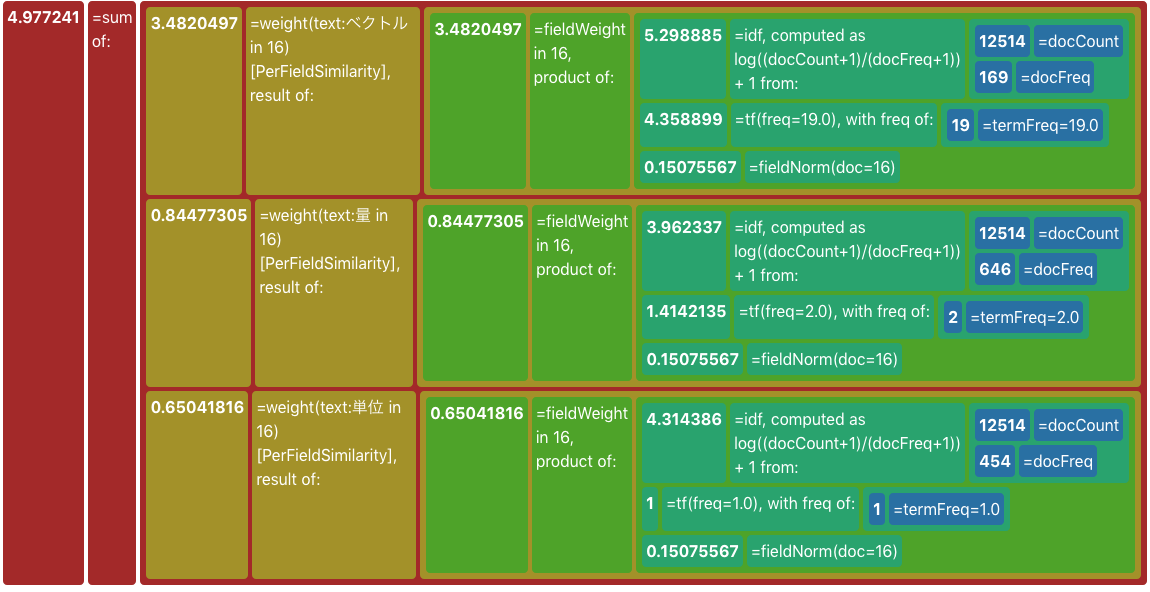 4.977241
=sum
of:
3.4820497
=weight(text:ベクトル
in 16)
[PerFieldSimilarity],
result of:
3.4820497
=fieldWeight
in 16,
product of:
5.298885
=idf, computed as
log((docCount+1)/(docFreq+1))
+ 1 from:
12514 =docCount
169 =docFreq
4.358899 =tf(freq=19.0), with freq of:
19 =termFreq=19.0
0.15075567 =fieldNorm(doc=16)
0.84477305
=weight(text:量 in
16)
[PerFieldSimilarity],
result of:
0.84477305
=fieldWeight
in 16,
product of:
3.962337
=idf, computed as
log((docCount+1)/(docFreq+1))
+ 1 from:
12514 =docCount
646 =docFreq
1.4142135 =tf(freq=2.0), with freq of:
2 =termFreq=2.0
0.15075567 =fieldNorm(doc=16)
0.65041816
=weight(text:単位 in
16)
[PerFieldSimilarity],
result of:
0.65041816
=fieldWeight
in 16,
product of:
4.314386
=idf, computed as
log((docCount+1)/(docFreq+1))
+ 1 from:
12514 =docCount
454 =docFreq
1 =tf(freq=1.0), with freq of:
1 =termFreq=1.0
0.15075567 =fieldNorm(doc=16)